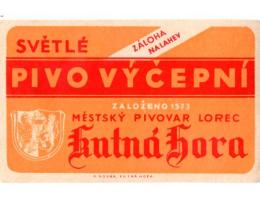 SVĚTLÉ
ZÁLOHA
NA LAHEV
PIVO VÝČEPNÍ
ZALOŽENO 1573
MĚSTSKÝ PIVOVAR LOREC
Kutná Hora